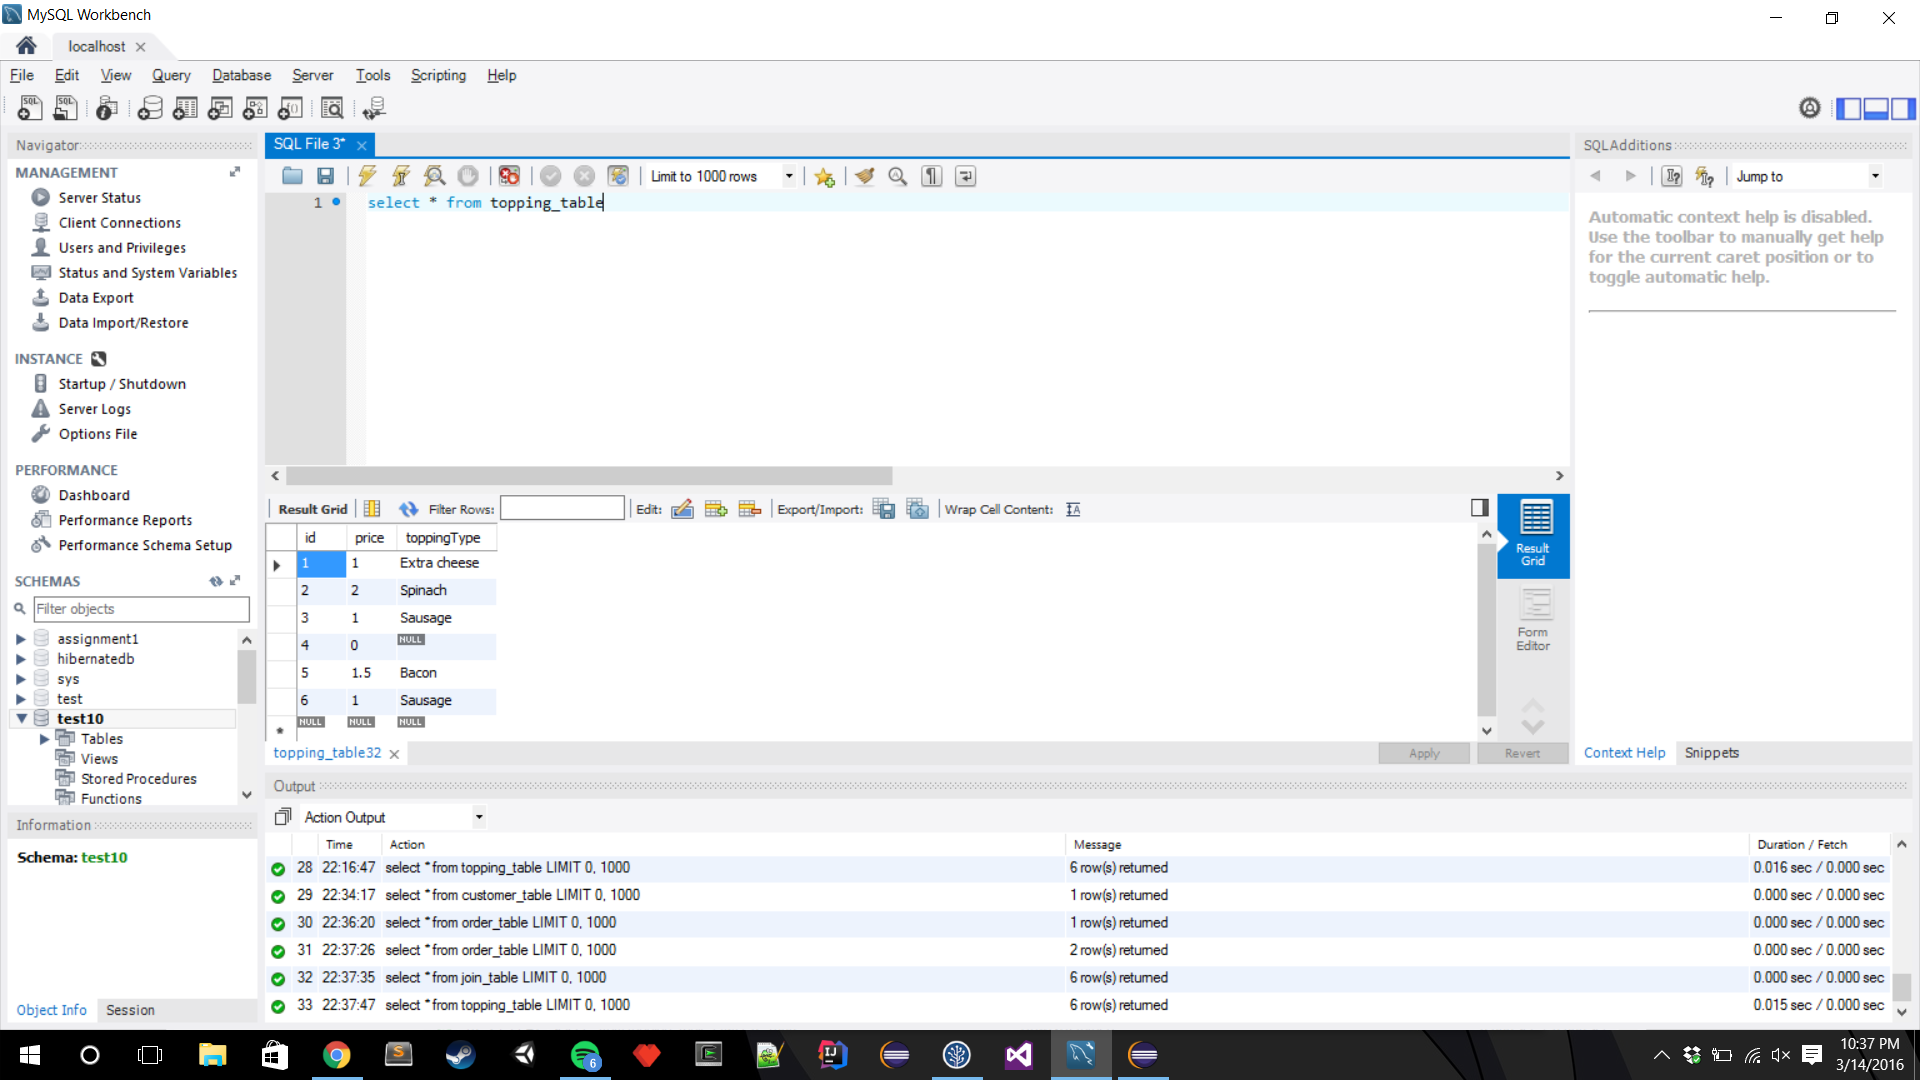 MySQL Workbench
localhost
File Edit View Query Database Server Tools Scripting Help
Navigator
MANAGEMENT
Server Status
Client Connections
Users and Privileges
Status and System Variables
Data Export
Data Import/Restore
INSTANCE
Startup / Shutdown
Server Logs
Options File
PERFORMANCE
Dashboard
Performance Reports
Performance Schema Setup
SCHEMAS
Filter objects
assignment1
hibernatedb
sys
test
test10
Tables
Views
Stored Procedures
Functions
Information
Schema: test10
Object Info Session
SQL File 3*
Limit to 1000 rows
1 select * from topping_table
Result Grid Filter Rows: Edit: Export/Import: Wrap Cell Content:
id price toppingType
1 1 Extra cheese
2 2 Spinach
3 1 Sausage
4 0 NULL
5 1.5 Bacon
6 1 Sausage
* NULL NULL NULL
Result Grid
Form Editor
topping_table32
Apply Revert
SQLAdditions
Jump to
Automatic context help is disabled.
Use the toolbar to manually get help
for the current caret position or to
toggle automatic help.
Context Help Snippets
Output
Action Output
Time Action Message Duration / Fetch
28 22:16:47 select * from topping_table LIMIT 0, 1000 6 row(s) returned 0.016 sec / 0.000 sec
29 22:34:17 select * from customer_table LIMIT 0, 1000 1 row(s) returned 0.000 sec / 0.000 sec
30 22:36:20 select * from order_table LIMIT 0, 1000 1 row(s) returned 0.000 sec / 0.000 sec
31 22:37:26 select * from order_table LIMIT 0, 1000 2 row(s) returned 0.000 sec / 0.000 sec
32 22:37:35 select * from join_table LIMIT 0, 1000 6 row(s) returned 0.000 sec / 0.000 sec
33 22:37:47 select * from topping_table LIMIT 0, 1000 6 row(s) returned 0.015 sec / 0.000 sec
6
10:37 PM
3/14/2016